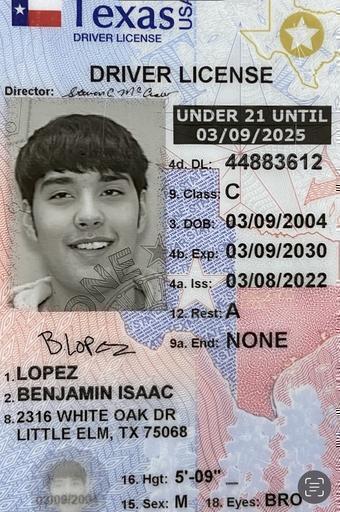 Texas USA
DRIVER LICENSE
DRIVER LICENSE
Director:
UNDER 21 UNTIL
03/09/2025
4d. DL: 44883612
9. Class: C
3. DOB: 03/09/2004
4b. Exp: 03/09/2030
4a. Iss: 03/08/2022
12. Rest: A
9a. End: NONE
B Lopez
1. LOPEZ
2. BENJAMIN ISAAC
8. 2316 WHITE OAK DR
LITTLE ELM, TX 75068
16. Hgt: 5'-09"
15. Sex: M 18. Eyes: BRO
03/09/2004